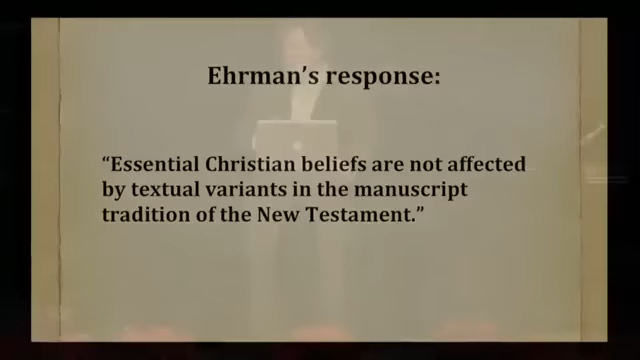 Ehrman's response:
“Essential Christian beliefs are not affected
by textual variants in the manuscript
tradition of the New Testament.”